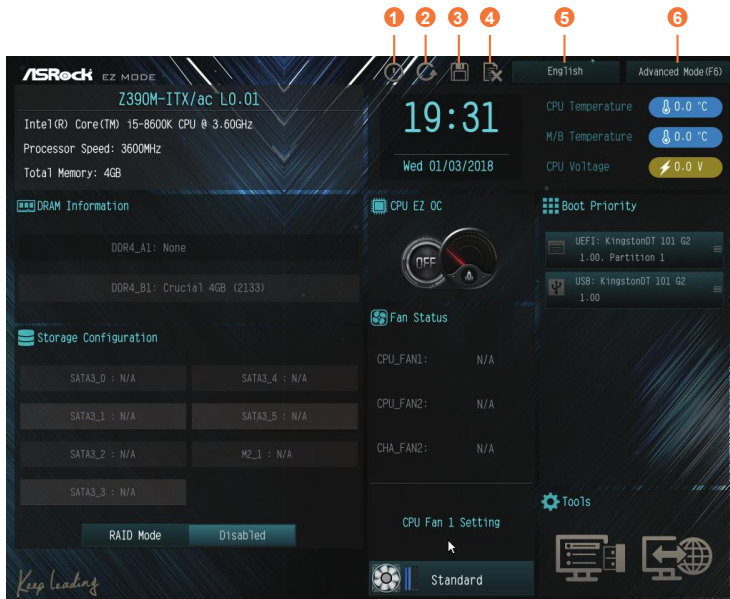 1 2 3 4 5 6
ASRock EZ MODE
English
Advanced Mode(F6)
Z390M-ITX/ac L0.01
Intel(R) Core(TM) i5-8600K CPU @ 3.60GHz
Processor Speed: 3600MHz
Total Memory: 4GB
19:31
Wed 01/03/2018
CPU Temperature 0.0 °C
M/B Temperature 0.0 °C
CPU Voltage 0.0 V
DRAM Information
DDR4_A1: None
DDR4_B1: Crucial 4GB (2133)
Storage Configuration
SATA3_0 : N/A
SATA3_4 : N/A
SATA3_1 : N/A
SATA3_5 : N/A
SATA3_2 : N/A
M2_1 : N/A
SATA3_3 : N/A
RAID Mode
Disabled
Keep Leading
CPU EZ OC
OFF
Fan Status
CPU_FAN1: N/A
CPU_FAN2: N/A
CHA_FAN2: N/A
CPU Fan 1 Setting
Standard
Boot Priority
UEFI: KingstonDT 101 G2
1.00. Partition 1
USB: KingstonDT 101 G2
1.00
Tools